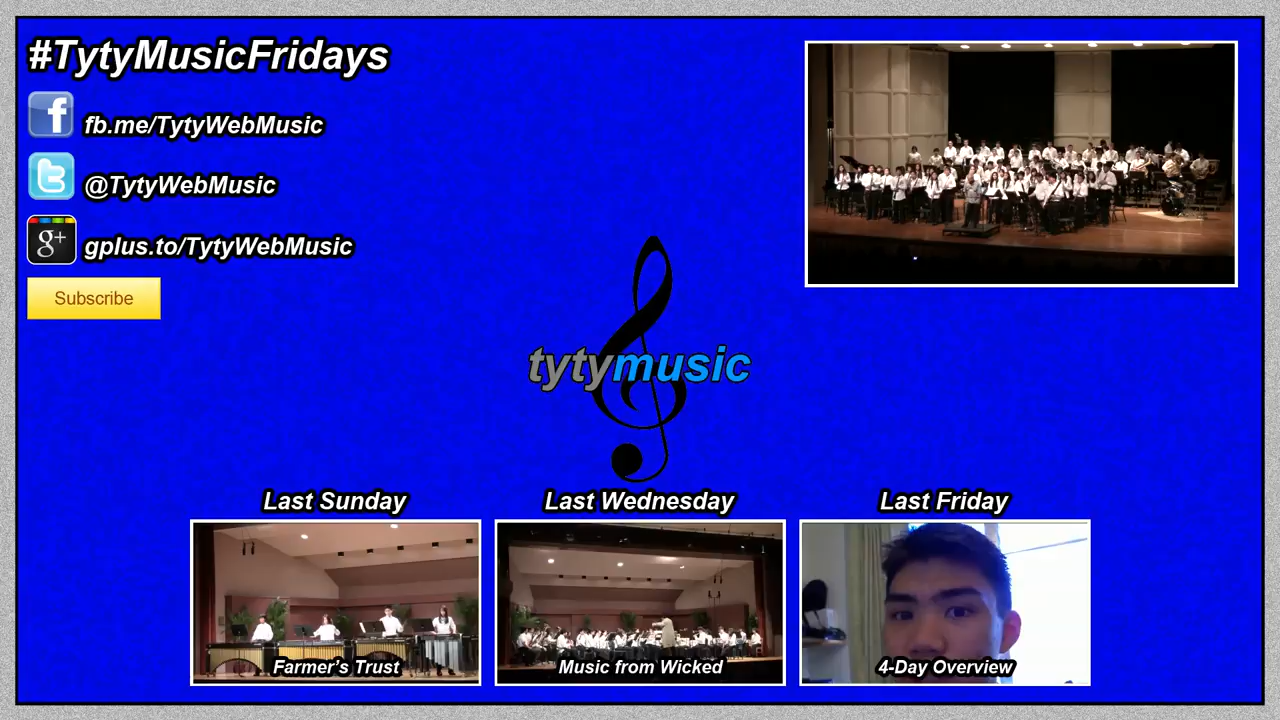 #TytyMusicFridays
fb.me/TytyWebMusic
@TytyWebMusic
g+
gplus.to/TytyWebMusic
Subscribe
tytymusic
Last Sunday
Last Wednesday
Last Friday
Farmer's Trust
Music from Wicked
4-Day Overview